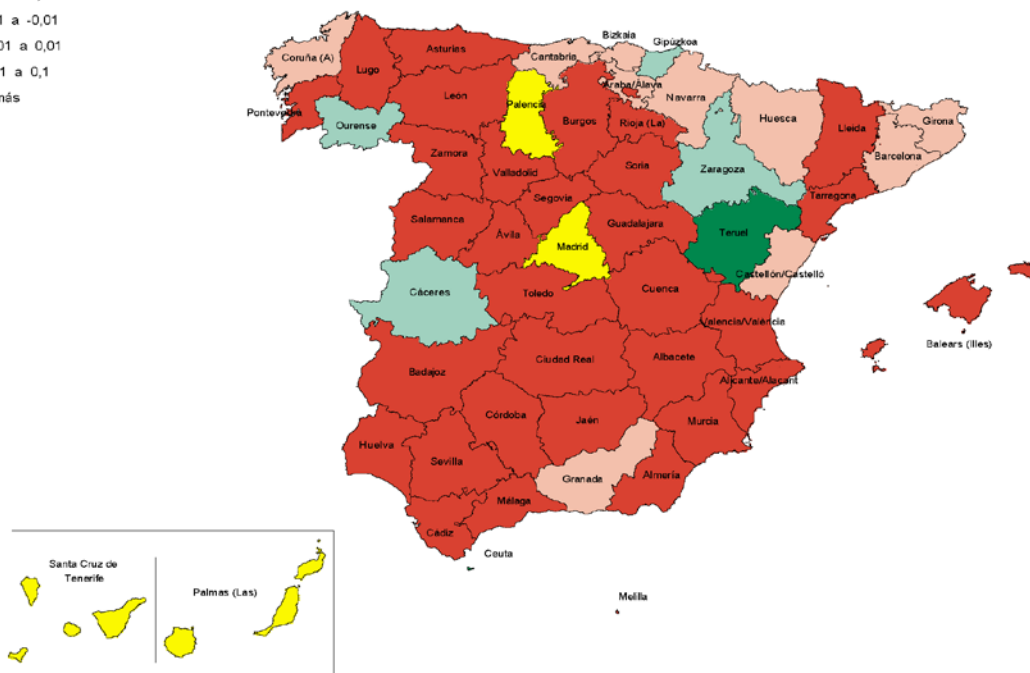 a -0,01
01 a 0,01
1 a 0,1
más
Coruña (A)
Lugo
Asturias
Cantabria
Bizkaia
Gipúzkoa
Araba/Álava
Navarra
Pontevedra
Ourense
León
Palencia
Burgos
Rioja (La)
Huesca
Lleida
Girona
Barcelona
Zamora
Valladolid
Soria
Zaragoza
Tarragona
Salamanca
Ávila
Segovia
Guadalajara
Teruel
Madrid
Castellón/Castelló
Cáceres
Toledo
Cuenca
Valencia/València
Balears (Illes)
Badajoz
Ciudad Real
Albacete
Alicante/Alacant
Huelva
Sevilla
Córdoba
Jaén
Murcia
Granada
Almería
Málaga
Cádiz
Ceuta
Melilla
Santa Cruz de
Tenerife
Palmas (Las)